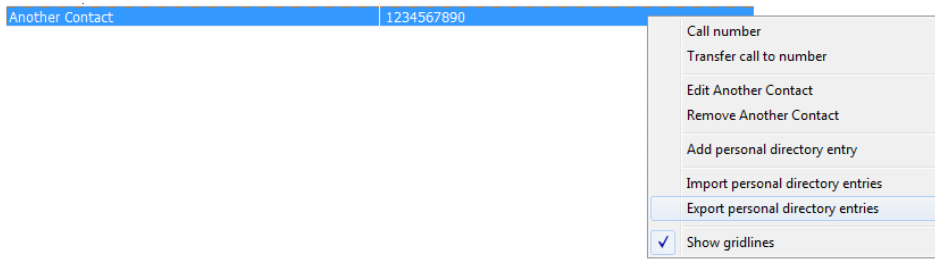 Another Contact 1234567890
Call number
Transfer call to number
Edit Another Contact
Remove Another Contact
Add personal directory entry
Import personal directory entries
Export personal directory entries
Show gridlines